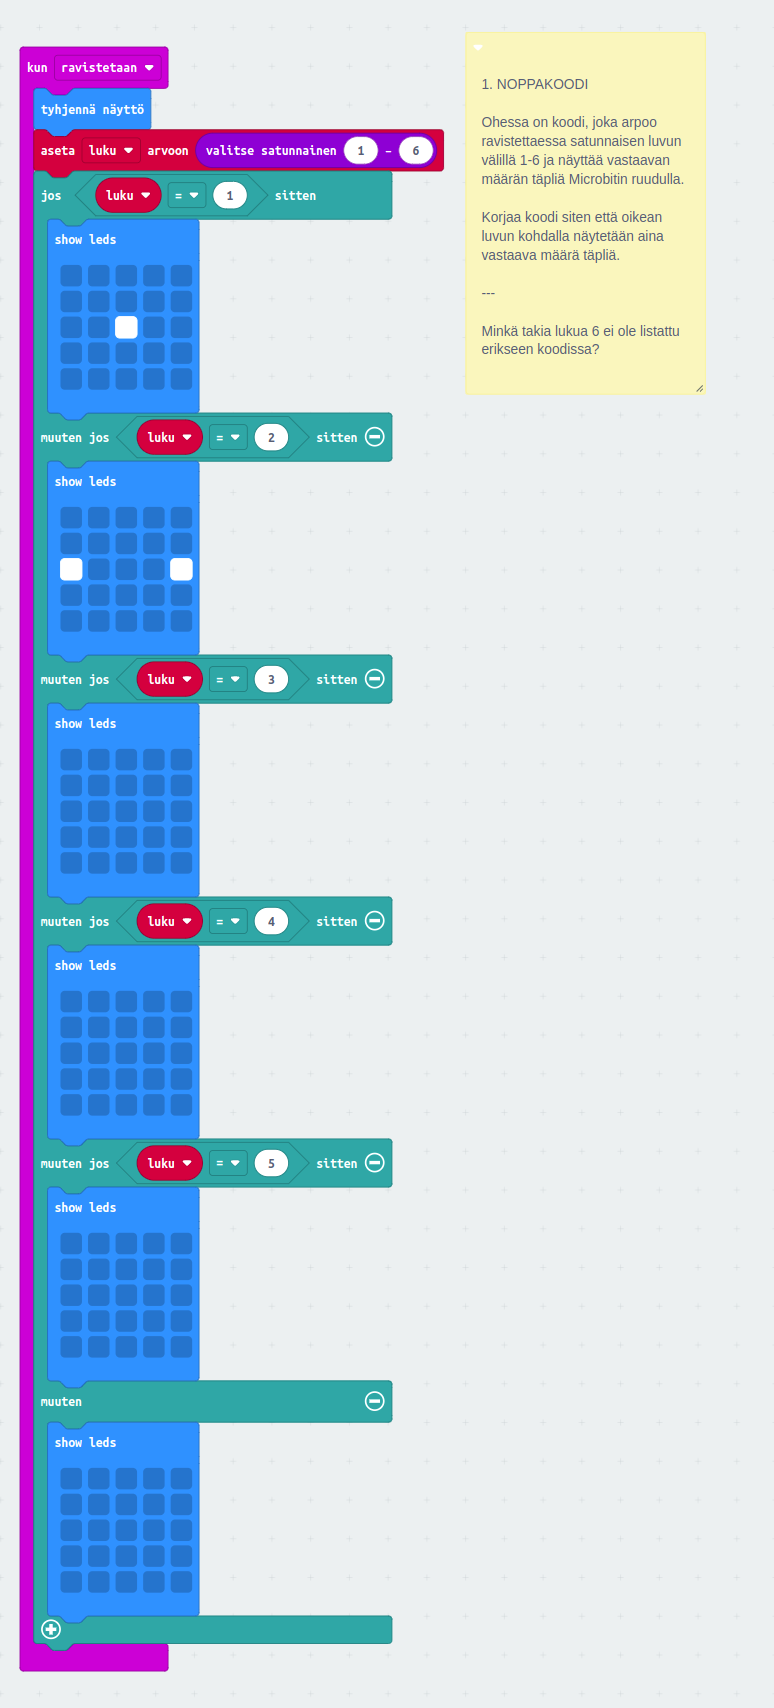 kun ravistetaan
tyhjennä näyttö
aseta luku arvoon valitse satunnainen 1 - 6
jos luku = 1 sitten
show leds
muuten jos luku = 2 sitten
show leds
muuten jos luku = 3 sitten
show leds
muuten jos luku = 4 sitten
show leds
muuten jos luku = 5 sitten
show leds
muuten
show leds
1. NOPPAKOODI
Ohessa on koodi, joka arpoo
ravistettaessa satunnaisen luvun
välillä 1-6 ja näyttää vastaavan
määrän täpliä Microbitin ruudulla.
Korjaa koodi siten että oikean
luvun kohdalla näytetään aina
vastaava määrä täpliä.
---
Minkä takia lukua 6 ei ole listattu
erikseen koodissa?